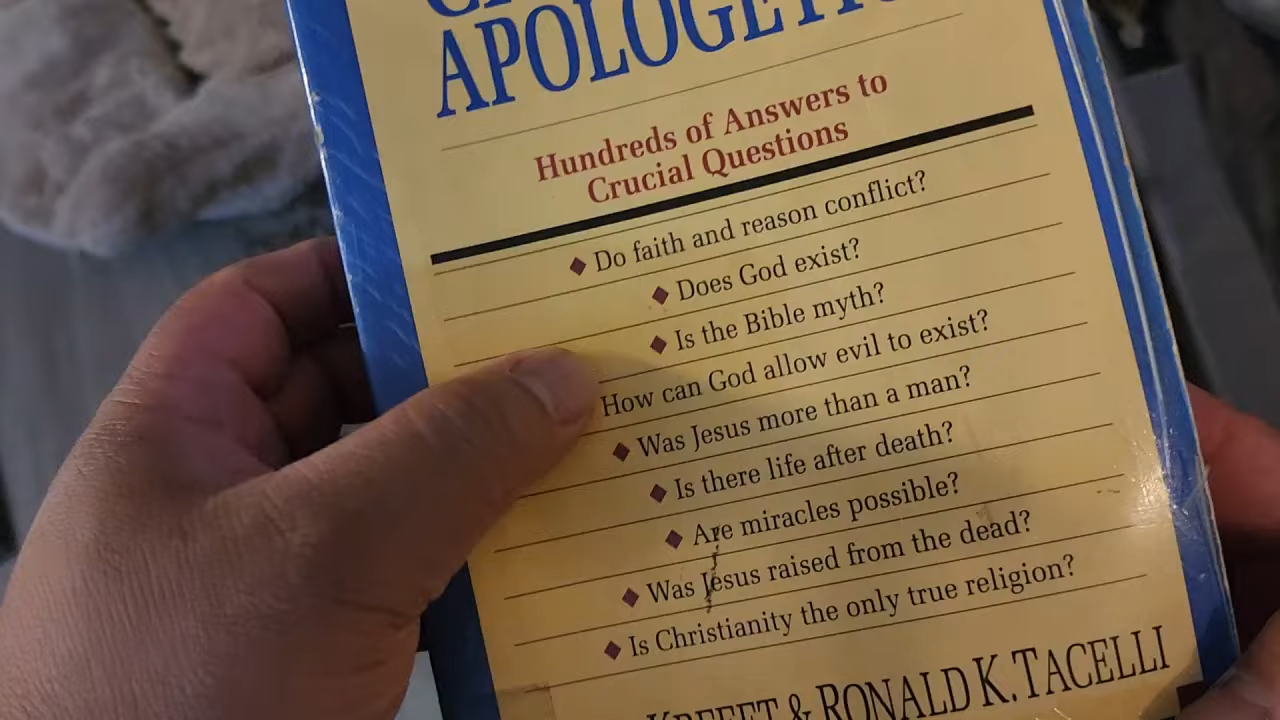 APOLOGETIC
Hundreds of Answers to
Crucial Questions
Do faith and reason conflict?
Does God exist?
Is the Bible myth?
How can God allow evil to exist?
Was Jesus more than a man?
Is there life after death?
Are miracles possible?
Was Jesus raised from the dead?
Is Christianity the only true religion?
KREEFT & RONALD K. TACELLI